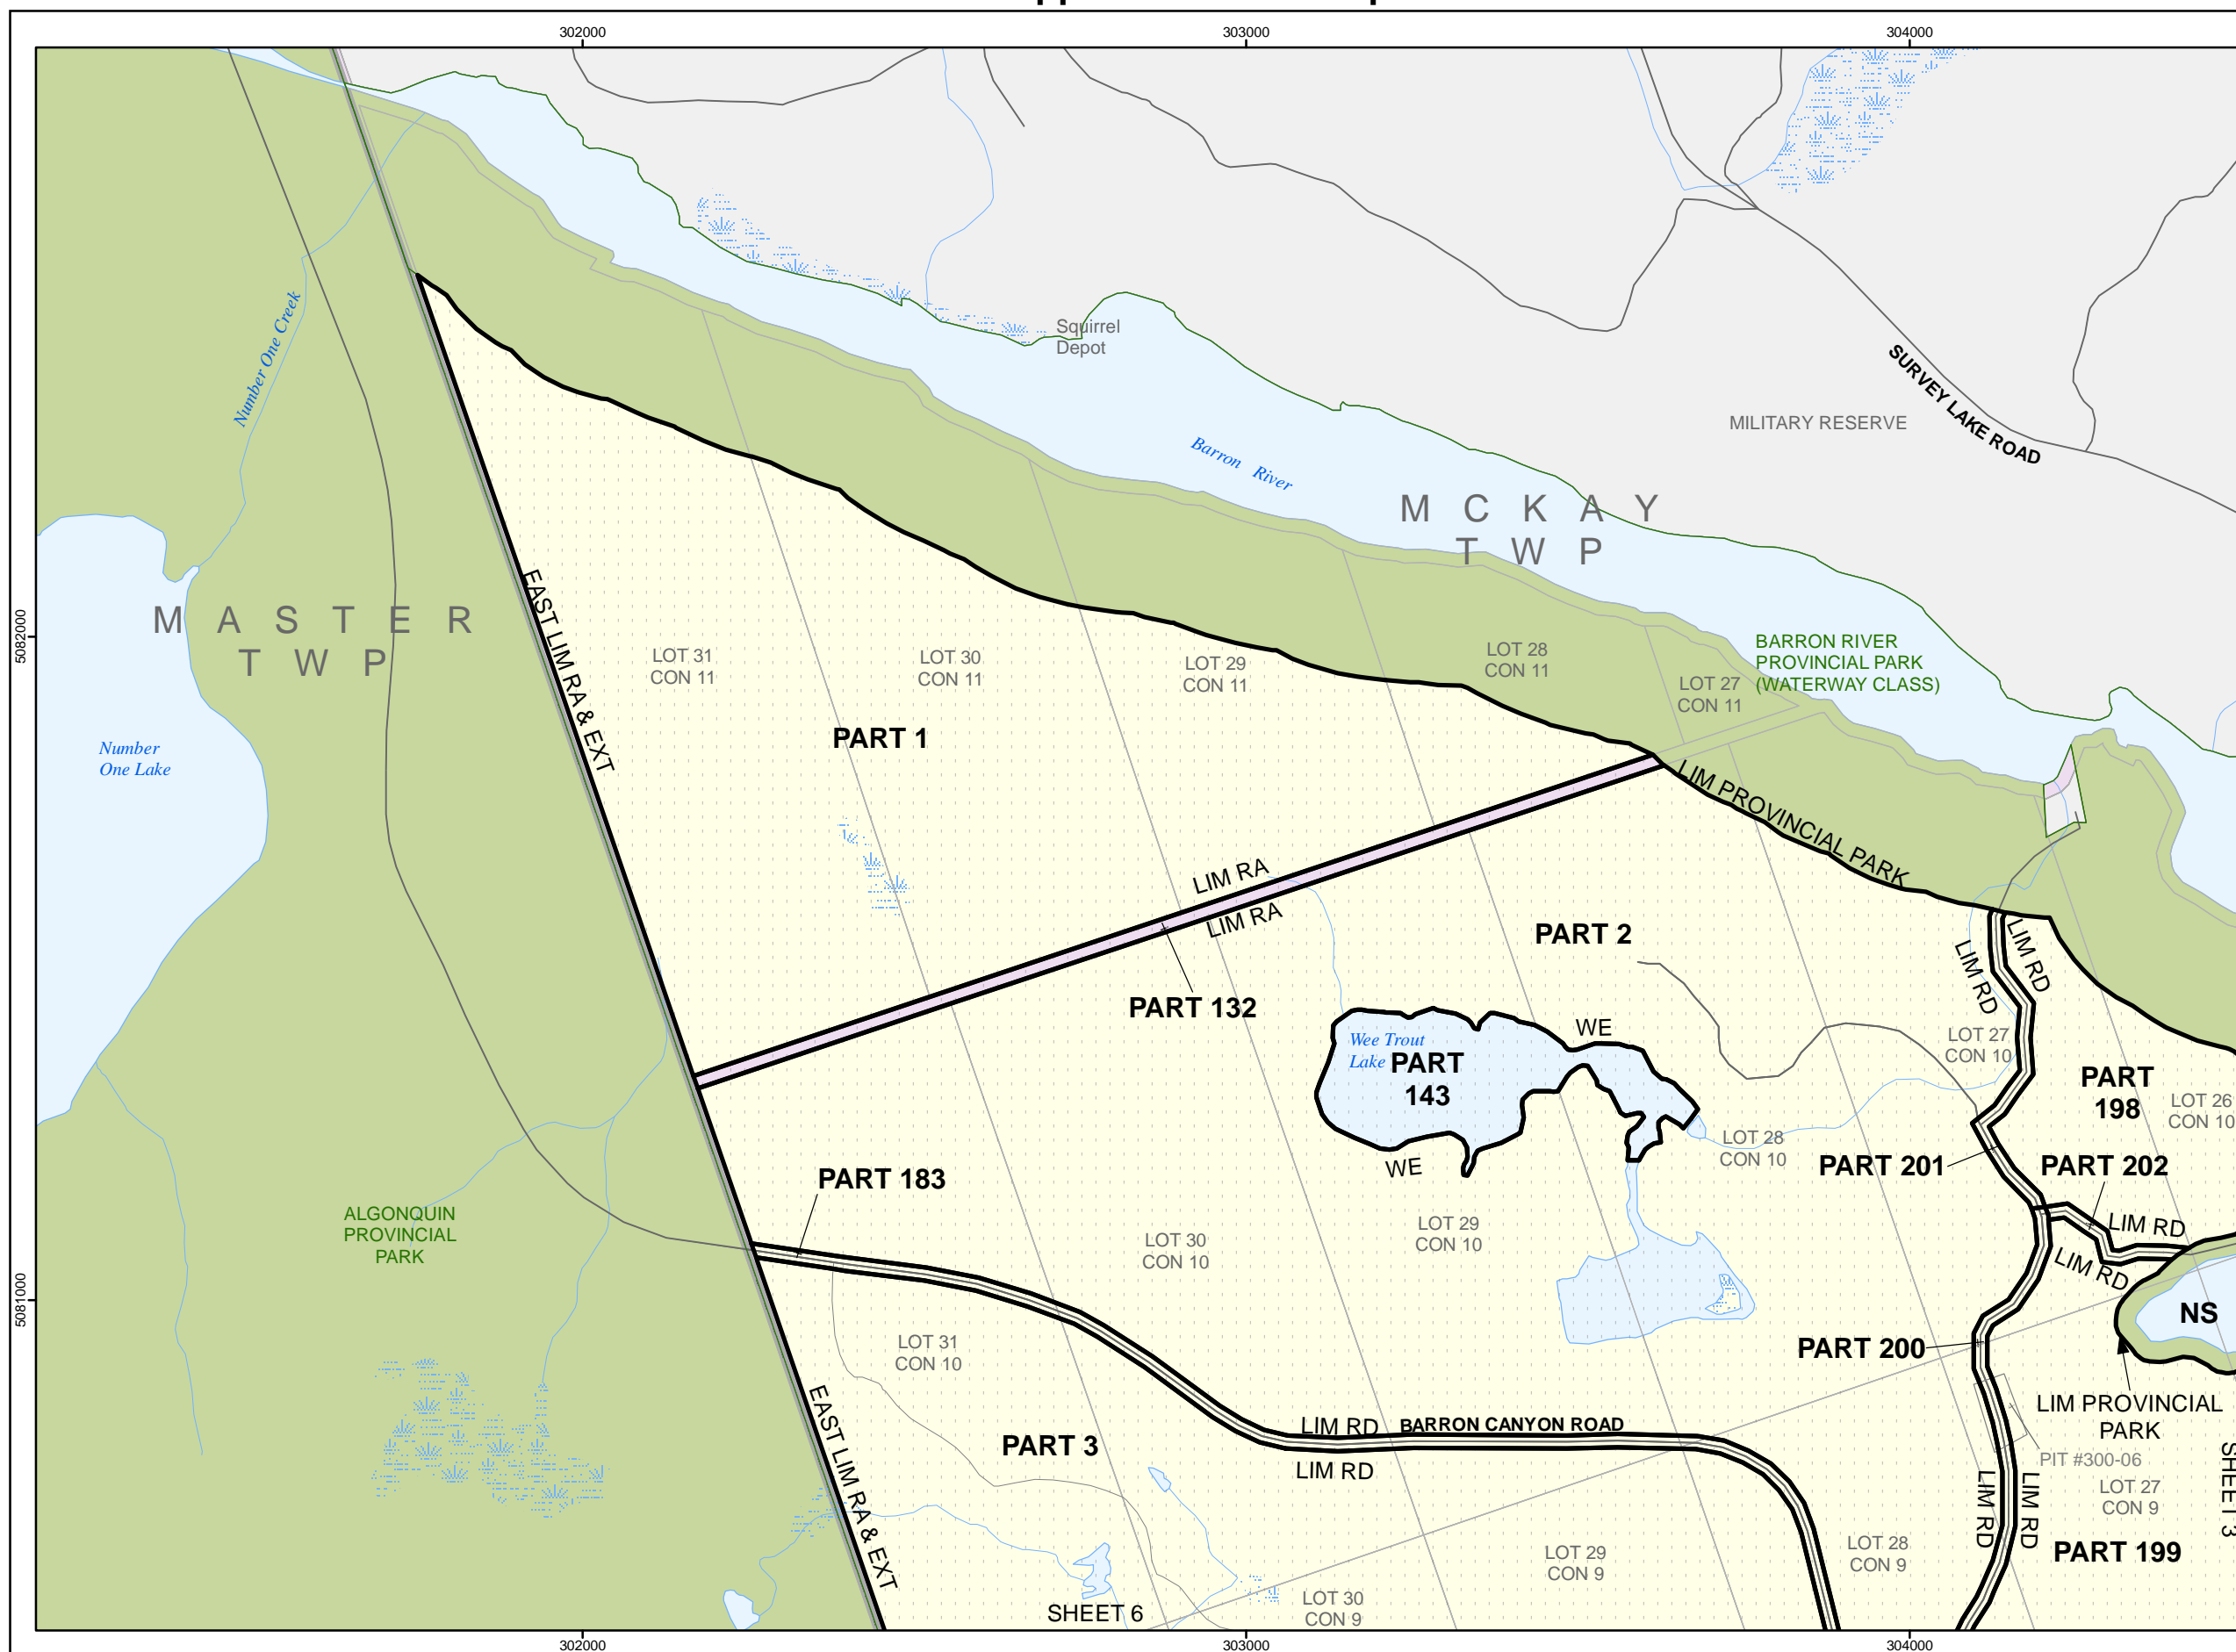 302000
303000
304000
Number One Creek
Squirrel
Depot
SURVEY LAKE ROAD
MILITARY RESERVE
Barron River
MCKAY
TWP
5082000
MASTER
TWP
EAST LIM RA & EXT
LOT 31
CON 11
LOT 30
CON 11
LOT 29
CON 11
LOT 28
CON 11
LOT 27
CON 11
BARRON RIVER
PROVINCIAL PARK
(WATERWAY CLASS)
PART 1
Number
One Lake
LIM PROVINCIAL PARK
LIM RA
LIM RA
PART 2
LIM RD
LIM RD
PART 132
Wee Trout
Lake
PART
143
WE
WE
LOT 27
CON 10
PART
198
LOT 26
CON 10
LOT 28
CON 10
PART 201
PART 202
PART 183
ALGONQUIN
PROVINCIAL
PARK
LOT 30
CON 10
LOT 29
CON 10
LIM RD
LIM RD
5081000
NS
LOT 31
CON 10
PART 200
LIM PROVINCIAL
PARK
EAST LIM RA & EXT
PART 3
LIM RD
BARRON CANYON ROAD
LIM RD
PIT #300-06
LOT 27
CON 9
SHEET 3
LIM RD
LIM RD
PART 199
LOT 29
CON 9
LOT 28
CON 9
LOT 30
CON 9
SHEET 6
302000
303000
304000